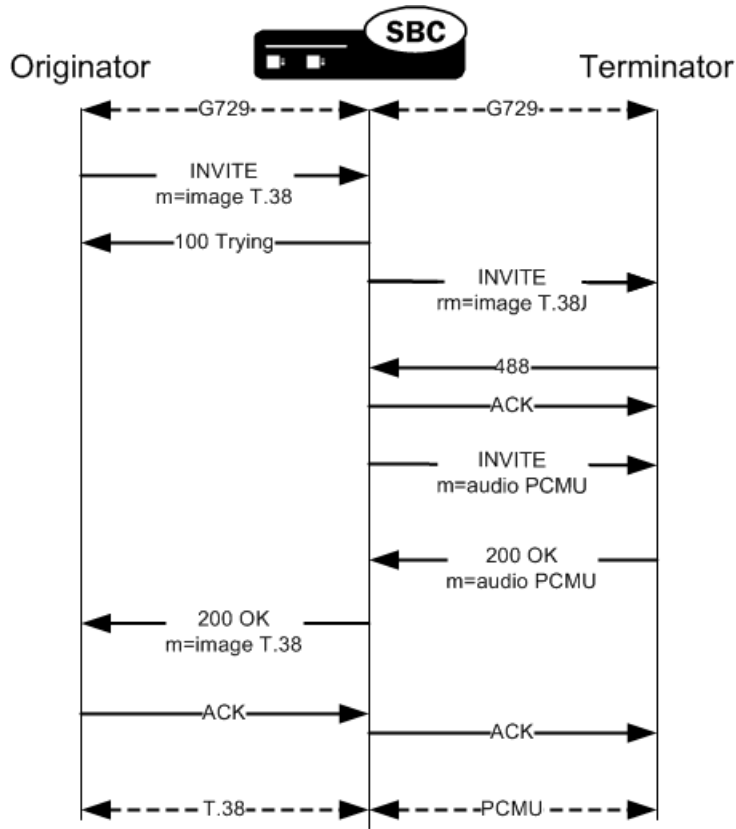 SBC
Originator
Terminator
G729
G729
INVITE
m=image T.38
100 Trying
INVITE
rm=image T.38J
488
ACK
INVITE
m=audio PCMU
200 OK
m=audio PCMU
200 OK
m=image T.38
ACK
ACK
T.38
PCMU